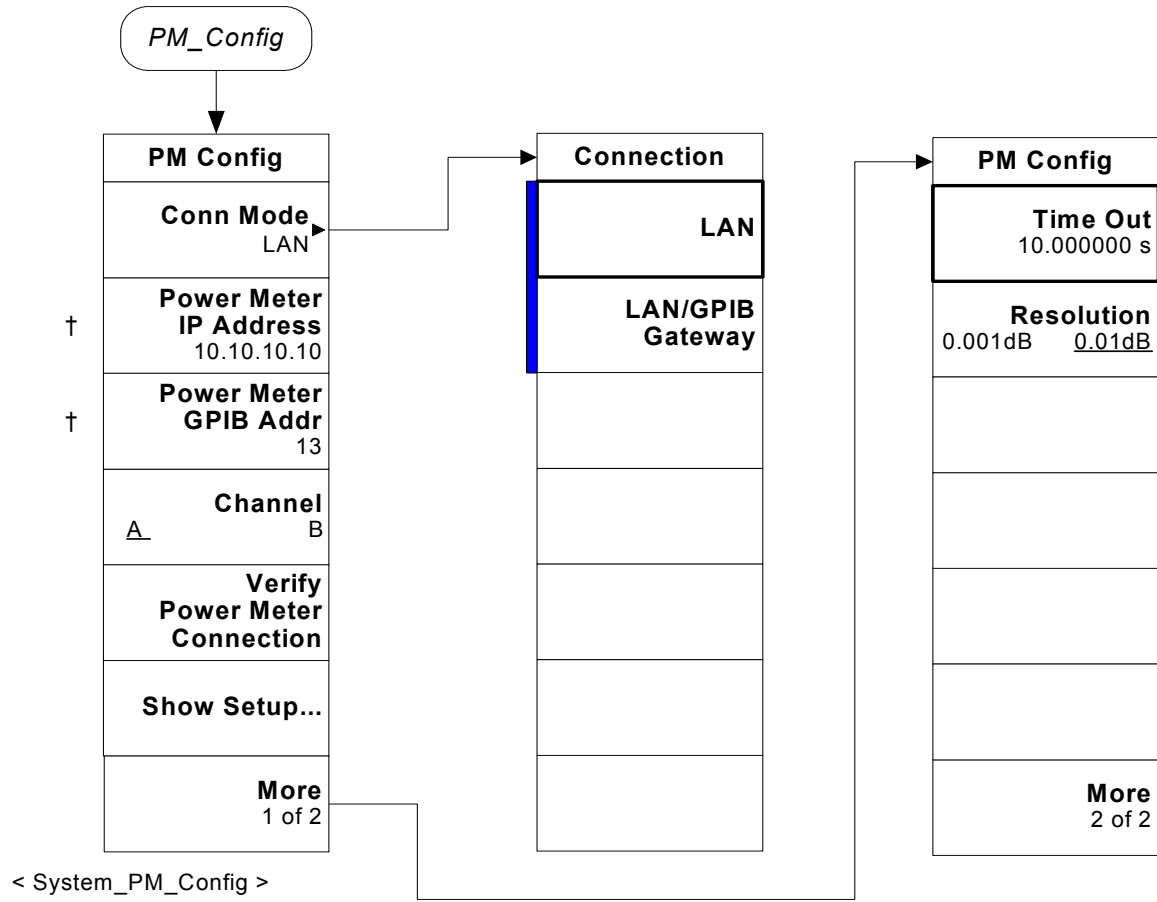 PM_Config
PM Config
Conn Mode
LAN
†
Power Meter
IP Address
10.10.10.10
†
Power Meter
GPIB Addr
13
Channel
A B
Verify
Power Meter
Connection
Show Setup...
More
1 of 2
< System_PM_Config >
Connection
LAN
LAN/GPIB
Gateway
PM Config
Time Out
10.000000 s
Resolution
0.001dB 0.01dB
More
2 of 2